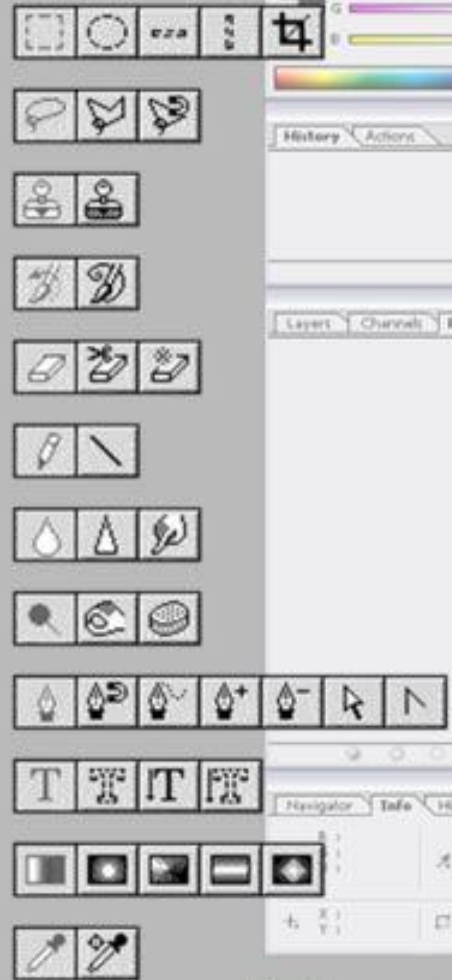 G
B
History Actions
Layers Channels
T T T T
Navigator Info
X
Y